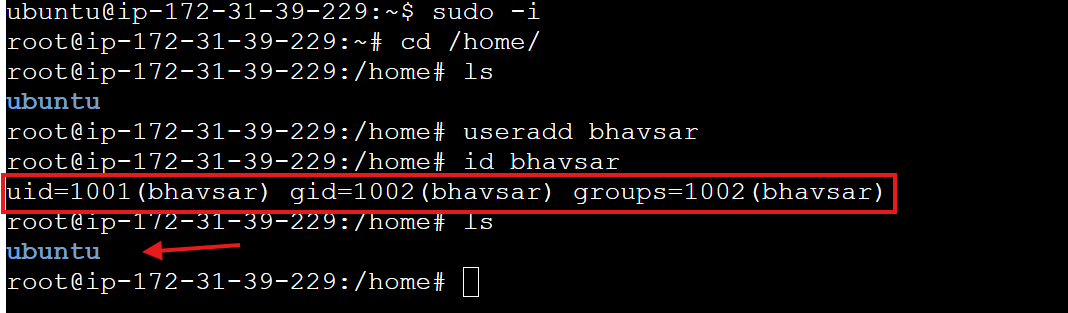 ubuntu@ip-172-31-39-229:~$ sudo -i
root@ip-172-31-39-229:~# cd /home/
root@ip-172-31-39-229:/home# ls
ubuntu
root@ip-172-31-39-229:/home# useradd bhavsar
root@ip-172-31-39-229:/home# id bhavsar
uid=1001(bhavsar) gid=1002(bhavsar) groups=1002(bhavsar)
root@ip-172-31-39-229:/home# ls
ubuntu
root@ip-172-31-39-229:/home#